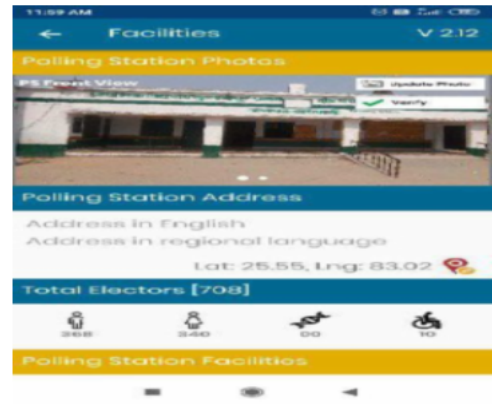 11:59 AM
Facilities
V 2.12
Polling Station Photos
PS Front View
Update Photo
Verify
Polling Station Address
Address in English
Address in regional language
Lat: 25.55, Lng: 83.02
Total Electors [708]
368
340
00
10
Polling Station Facilities